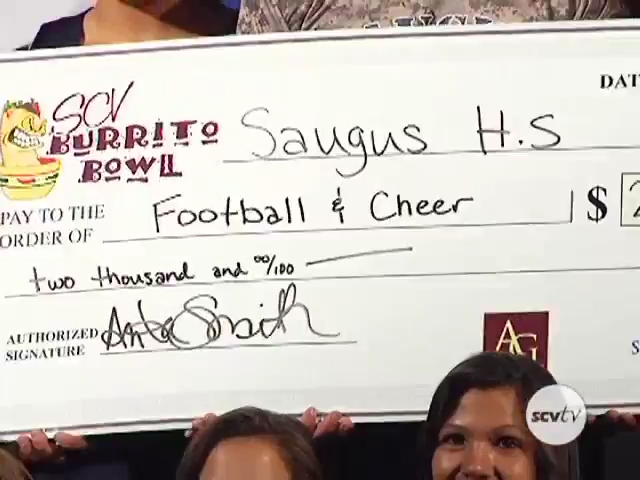 DAT
SCV
BURRITO
BOWL
Saugus H.S
PAY TO THE
ORDER OF
Football & Cheer
$ 2
two thousand and 00/100
AUTHORIZED
SIGNATURE
Smith
AG
S
scvtv